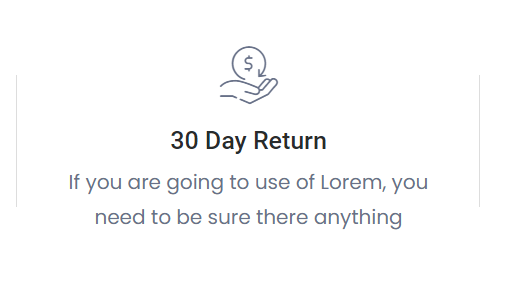 $
30 Day Return
If you are going to use of Lorem, you
need to be sure there anything